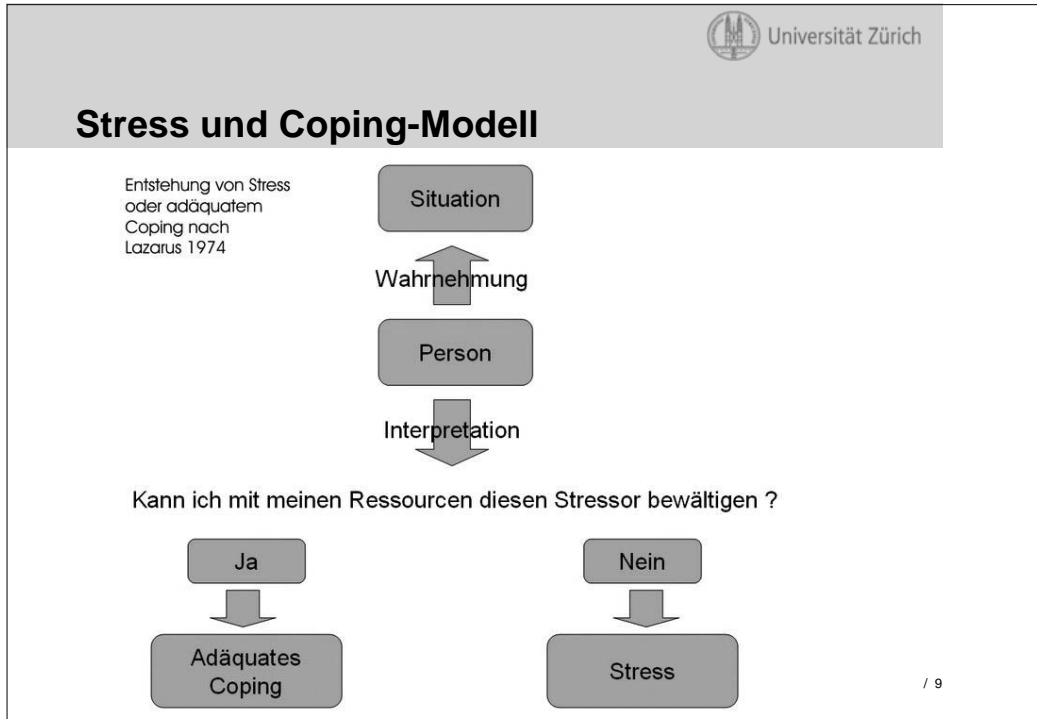 Universität Zürich
Stress und Coping-Modell
Entstehung von Stress
oder adäquatem
Coping nach
Lazarus 1974
Situation
Wahrnehmung
Person
Interpretation
Kann ich mit meinen Ressourcen diesen Stressor bewältigen ?
Ja
Nein
Adäquates
Coping
Stress
/ 9